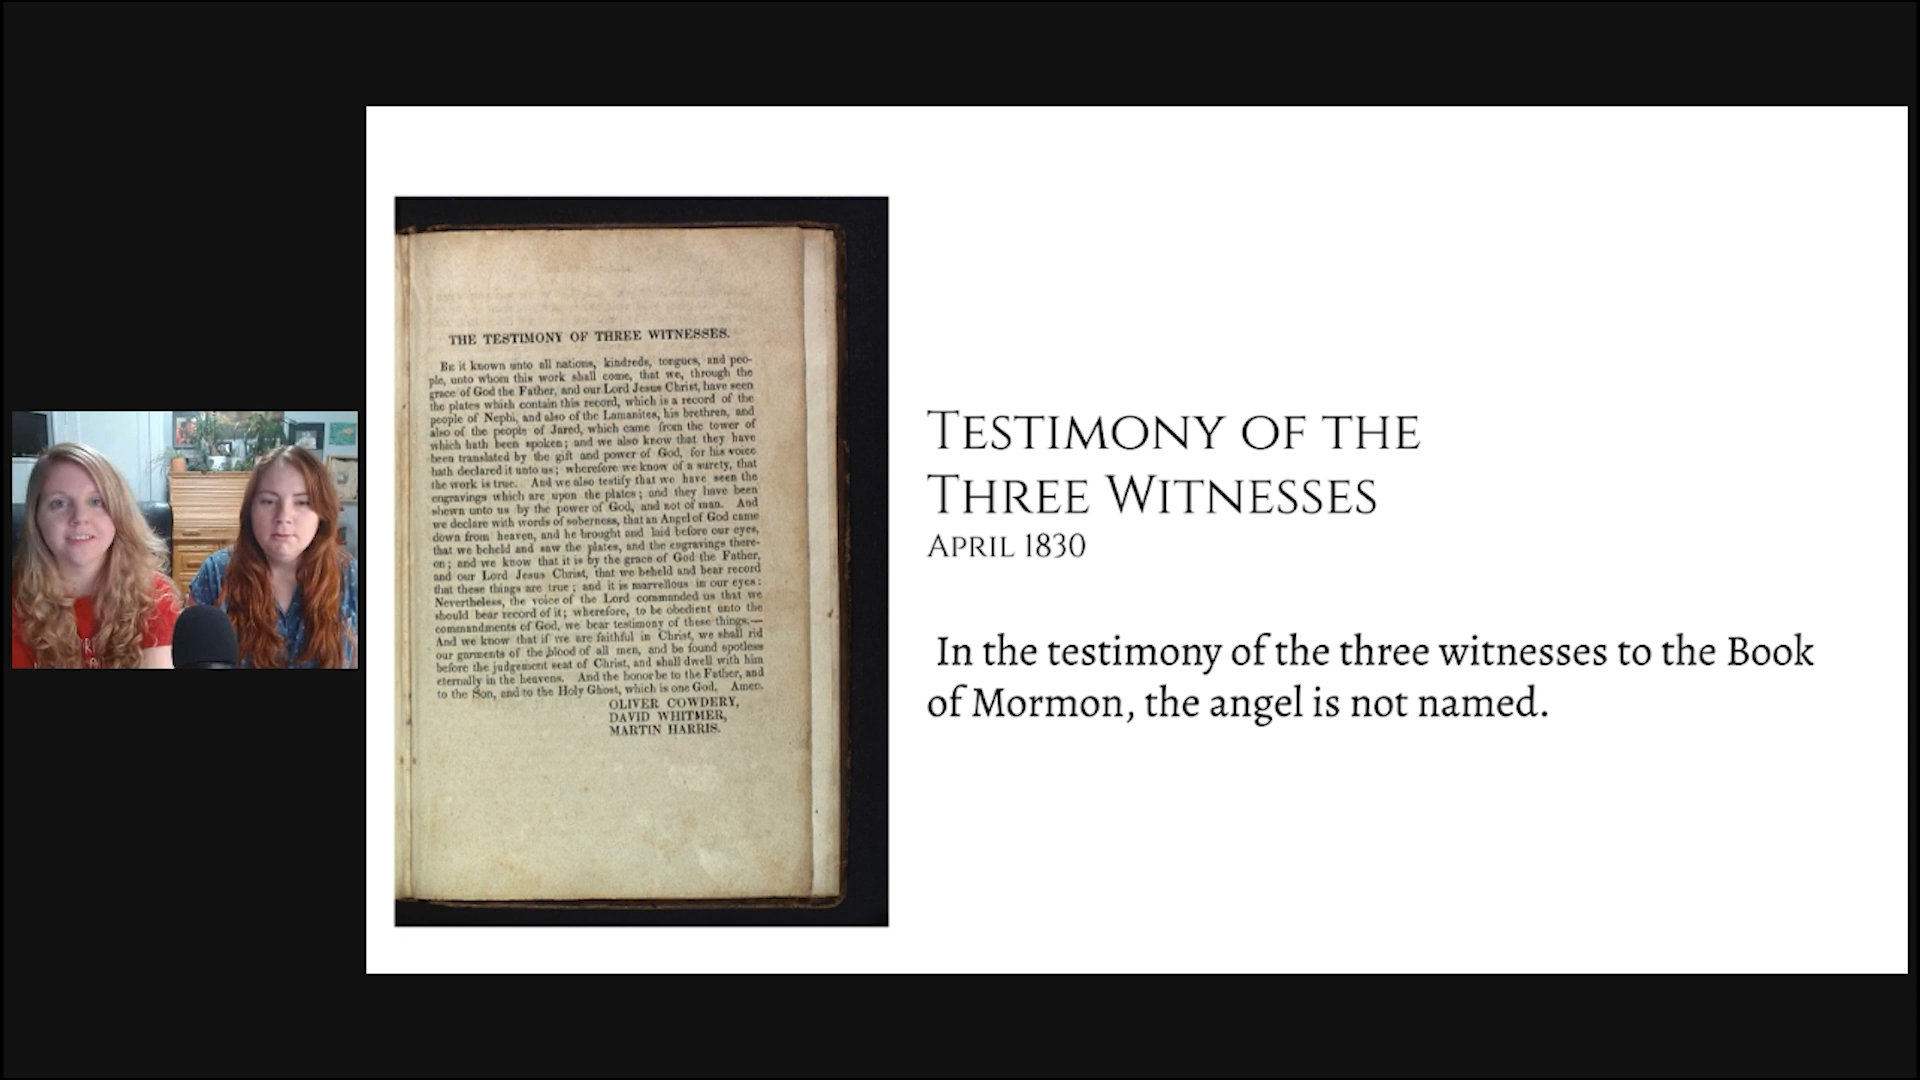 THE TESTIMONY OF THREE WITNESSES.
Be it known unto all nations, kindreds, tongues, and peo-
ple, unto whom this work shall come, that we, through the
grace of God the Father, and our Lord Jesus Christ, have seen
the plates which contain this record, which is a record of the
people of Nephi, and also of the Lamanites, his brethren, and
also of the people of Jared, which came from the tower of
which hath been spoken; and we also know that they have
been translated by the gift and power of God, for his voice
hath declared it unto us; wherefore we know of a surety, that
the work is true. And we also testify that we have seen the
engravings which are upon the plates; and they have been
shewn unto us by the power of God, and not of man. And
we declare with words of soberness, that an Angel of God came
down from heaven, and he brought and laid before our eyes,
that we beheld and saw the plates, and the engravings there-
on; and we know that it is by the grace of God the Father,
and our Lord Jesus Christ, that we beheld and bear record
that these things are true; and it is marvellous in our eyes:
Nevertheless, the voice of the Lord commanded us that we
should bear record of it; wherefore, to be obedient unto the
commandments of God, we bear testimony of these things.—
And we know that if we are faithful in Christ, we shall rid
our garments of the blood of all men, and be found spotless
before the judgement seat of Christ, and shall dwell with him
eternally in the heavens. And the honor be to the Father, and
to the Son, and to the Holy Ghost, which is one God. Amen.
OLIVER COWDERY,
DAVID WHITMER,
MARTIN HARRIS.
TESTIMONY OF THE
THREE WITNESSES
APRIL 1830
In the testimony of the three witnesses to the Book
of Mormon, the angel is not named.